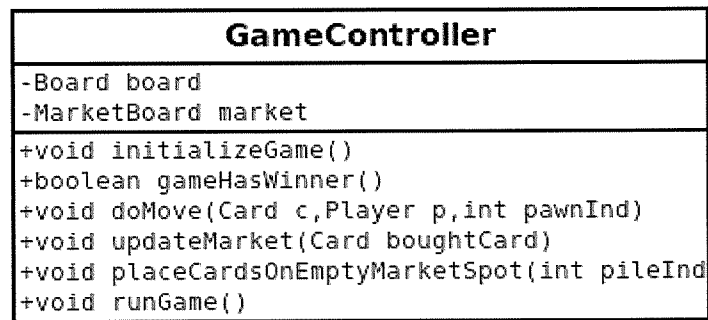 GameController
-Board board
-MarketBoard market
+void initializeGame()
+boolean gameHasWinner()
+void doMove(Card c,Player p,int pawnInd)
+void updateMarket(Card boughtCard)
+void placeCardsOnEmptyMarketSpot(int pileInd
+void runGame()